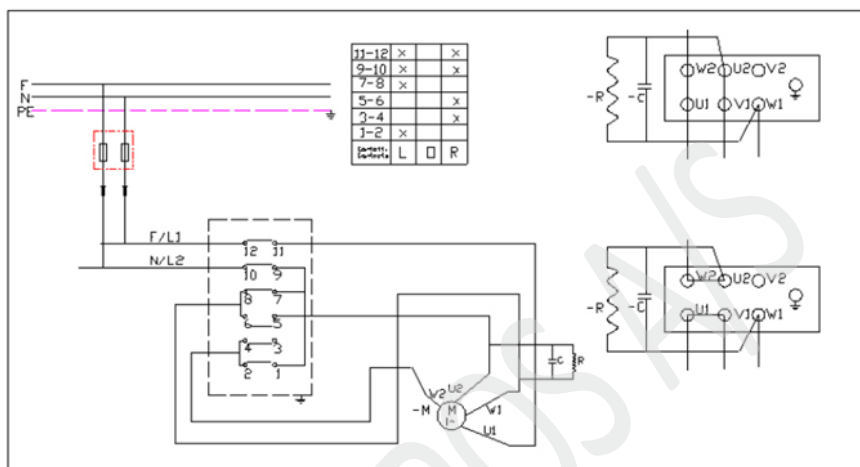 F
N
PE
11-12 × ×
9-10 × ×
7-8 ×
5-6 ×
3-4 ×
1-2 ×
L 0 R
F/L1
N/L2
12 11
10 9
8 7
6 5
4 3
2 1
W2 U2
-M
M
1~
W1
U1
C
R
-R
-C
W2 U2 V2
U1 V1 W1
-R
-C
W2 U2 V2
U1 V1 W1
A/S